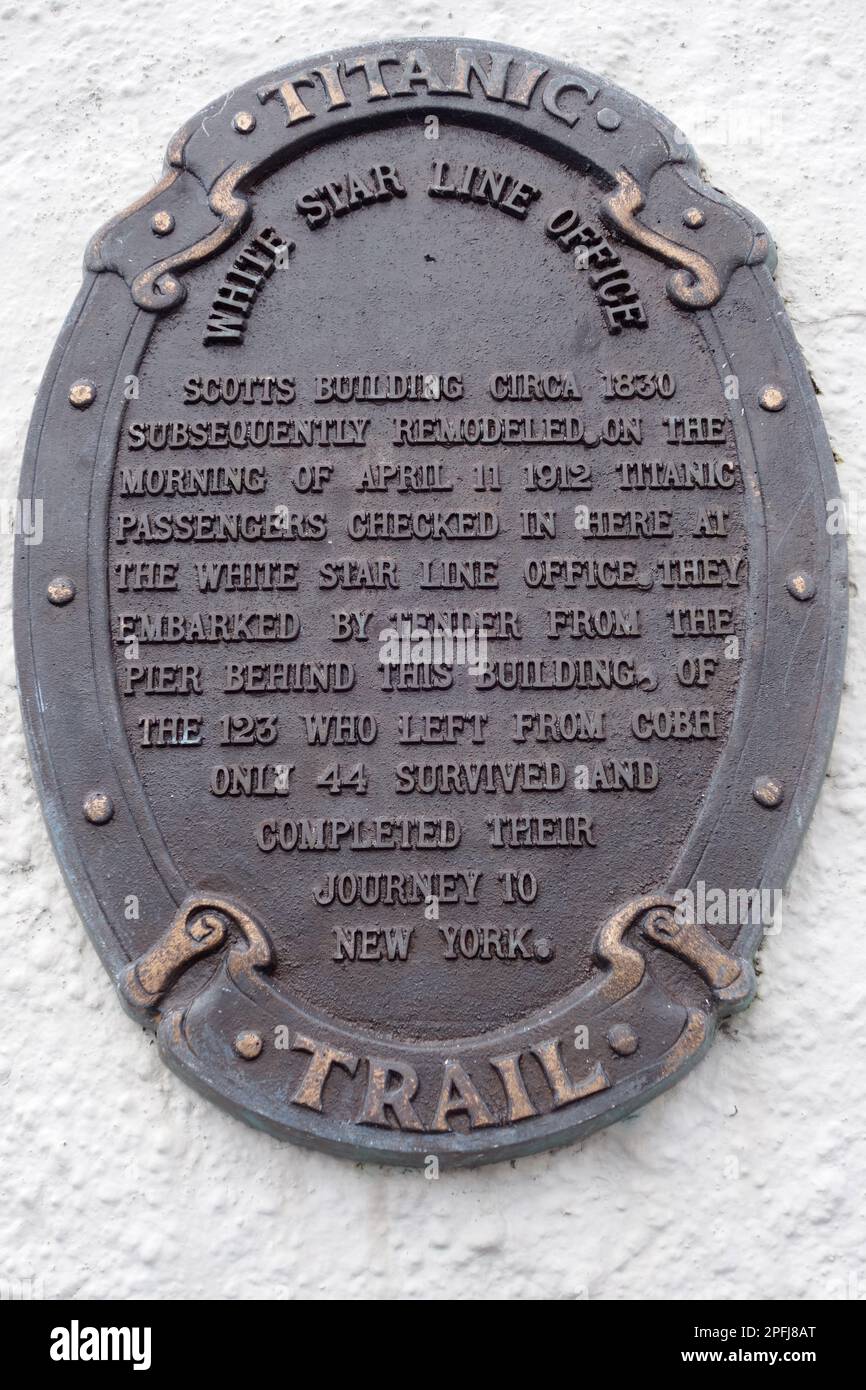 TITANIC
WHITE STAR LINE OFFICE
SCOTTS BUILDING CIRCA 1830
SUBSEQUENTLY REMODELED, ON THE
MORNING OF APRIL 11 1912 TITANIC
PASSENGERS CHECKED IN HERE AT
THE WHITE STAR LINE OFFICE, THEY
EMBARKED BY TENDER FROM THE
PIER BEHIND THIS BUILDING, OF
THE 123 WHO LEFT FROM COBH
ONLY 44 SURVIVED AND
COMPLETED THEIR
JOURNEY TO
NEW YORK.
TRAIL
alamy
Image ID: 2PFJ8AT
www.alamy.com